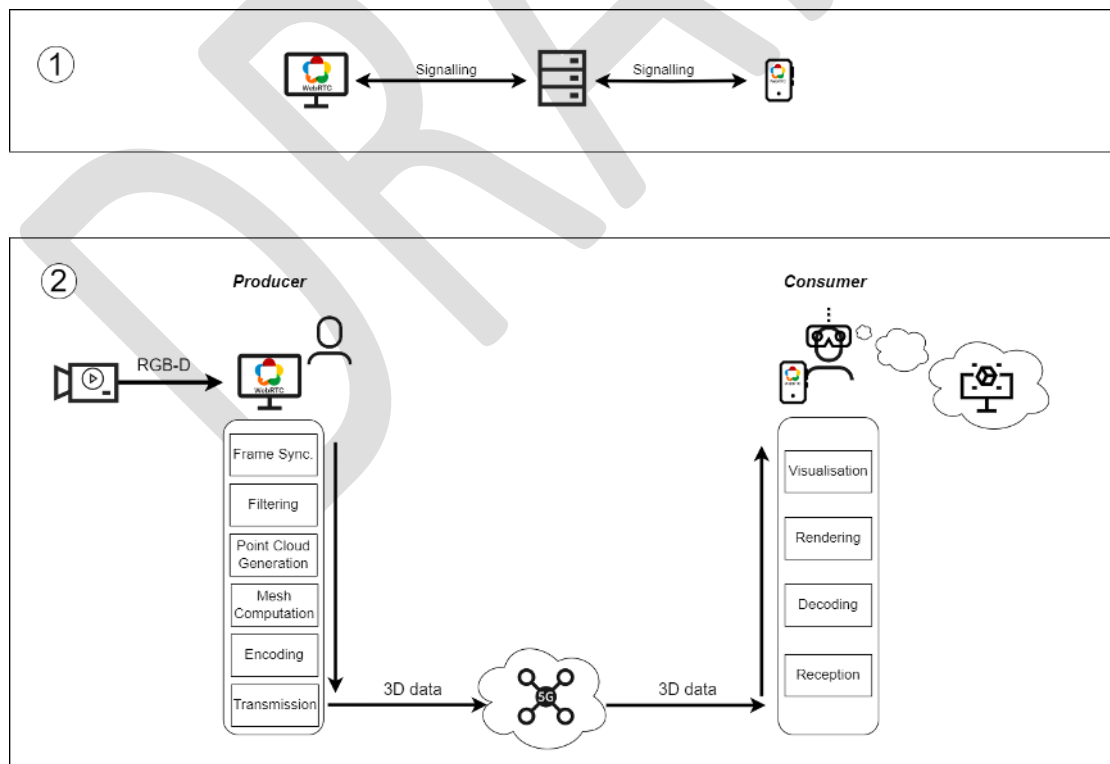 1
Signalling
Signalling
WebRTC
2
Producer
Consumer
RGB-D
WebRTC
Frame Sync.
Filtering
Point Cloud
Generation
Mesh
Computation
Encoding
Transmission
3D data
5G
3D data
Visualisation
Rendering
Decoding
Reception